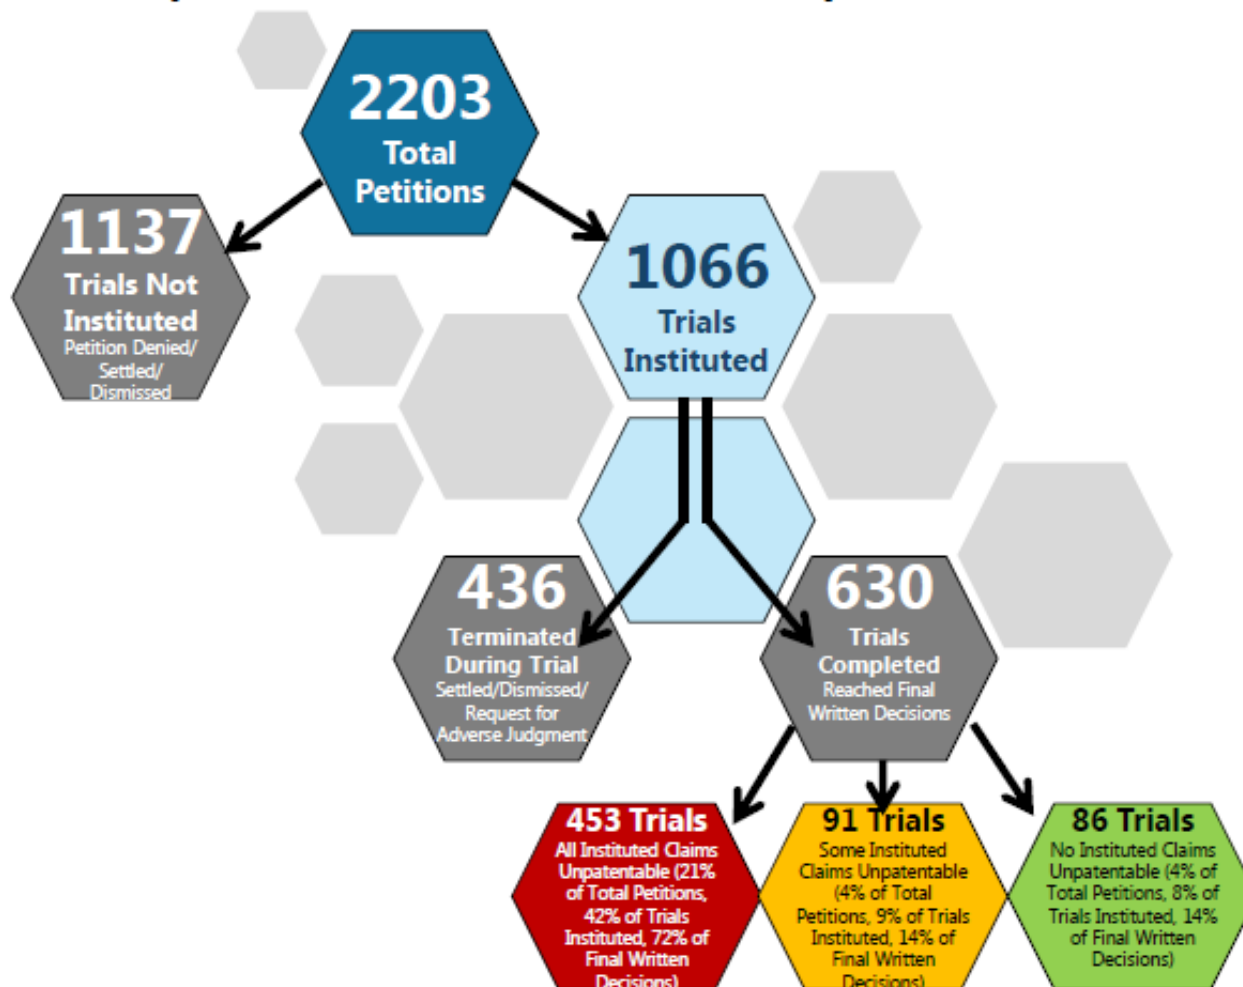 2203
Total
Petitions
1137
Trials Not
Instituted
Petition Denied/
Settled/
Dismissed
1066
Trials
Instituted
436
Terminated
During Trial
Settled/Dismissed/
Request for
Adverse Judgment
630
Trials
Completed
Reached Final
Written Decisions
453 Trials
All Instituted Claims
Unpatentable (21%
of Total Petitions,
42% of Trials
Instituted, 72% of
Final Written
Decisions)
91 Trials
Some Instituted
Claims Unpatentable
(4% of Total
Petitions, 9% of Trials
Instituted, 14% of
Final Written
Decisions)
86 Trials
No Instituted Claims
Unpatentable (4% of
Total Petitions, 8% of
Trials Instituted, 14%
of Final Written
Decisions)